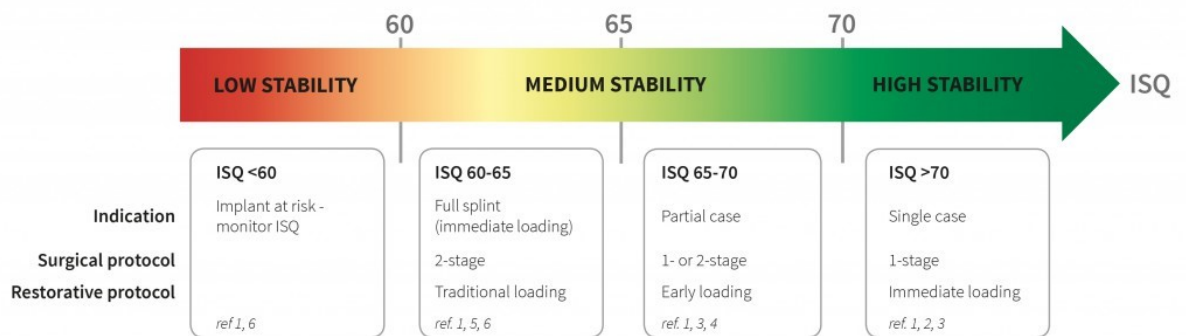 60 65 70
LOW STABILITY MEDIUM STABILITY HIGH STABILITY ISQ
ISQ <60 ISQ 60-65 ISQ 65-70 ISQ >70
Indication Implant at risk - monitor ISQ Full splint (immediate loading) Partial case Single case
Surgical protocol 2-stage 1- or 2-stage 1-stage
Restorative protocol Traditional loading Early loading Immediate loading
ref 1, 6 ref. 1, 5, 6 ref. 1, 3, 4 ref. 1, 2, 3